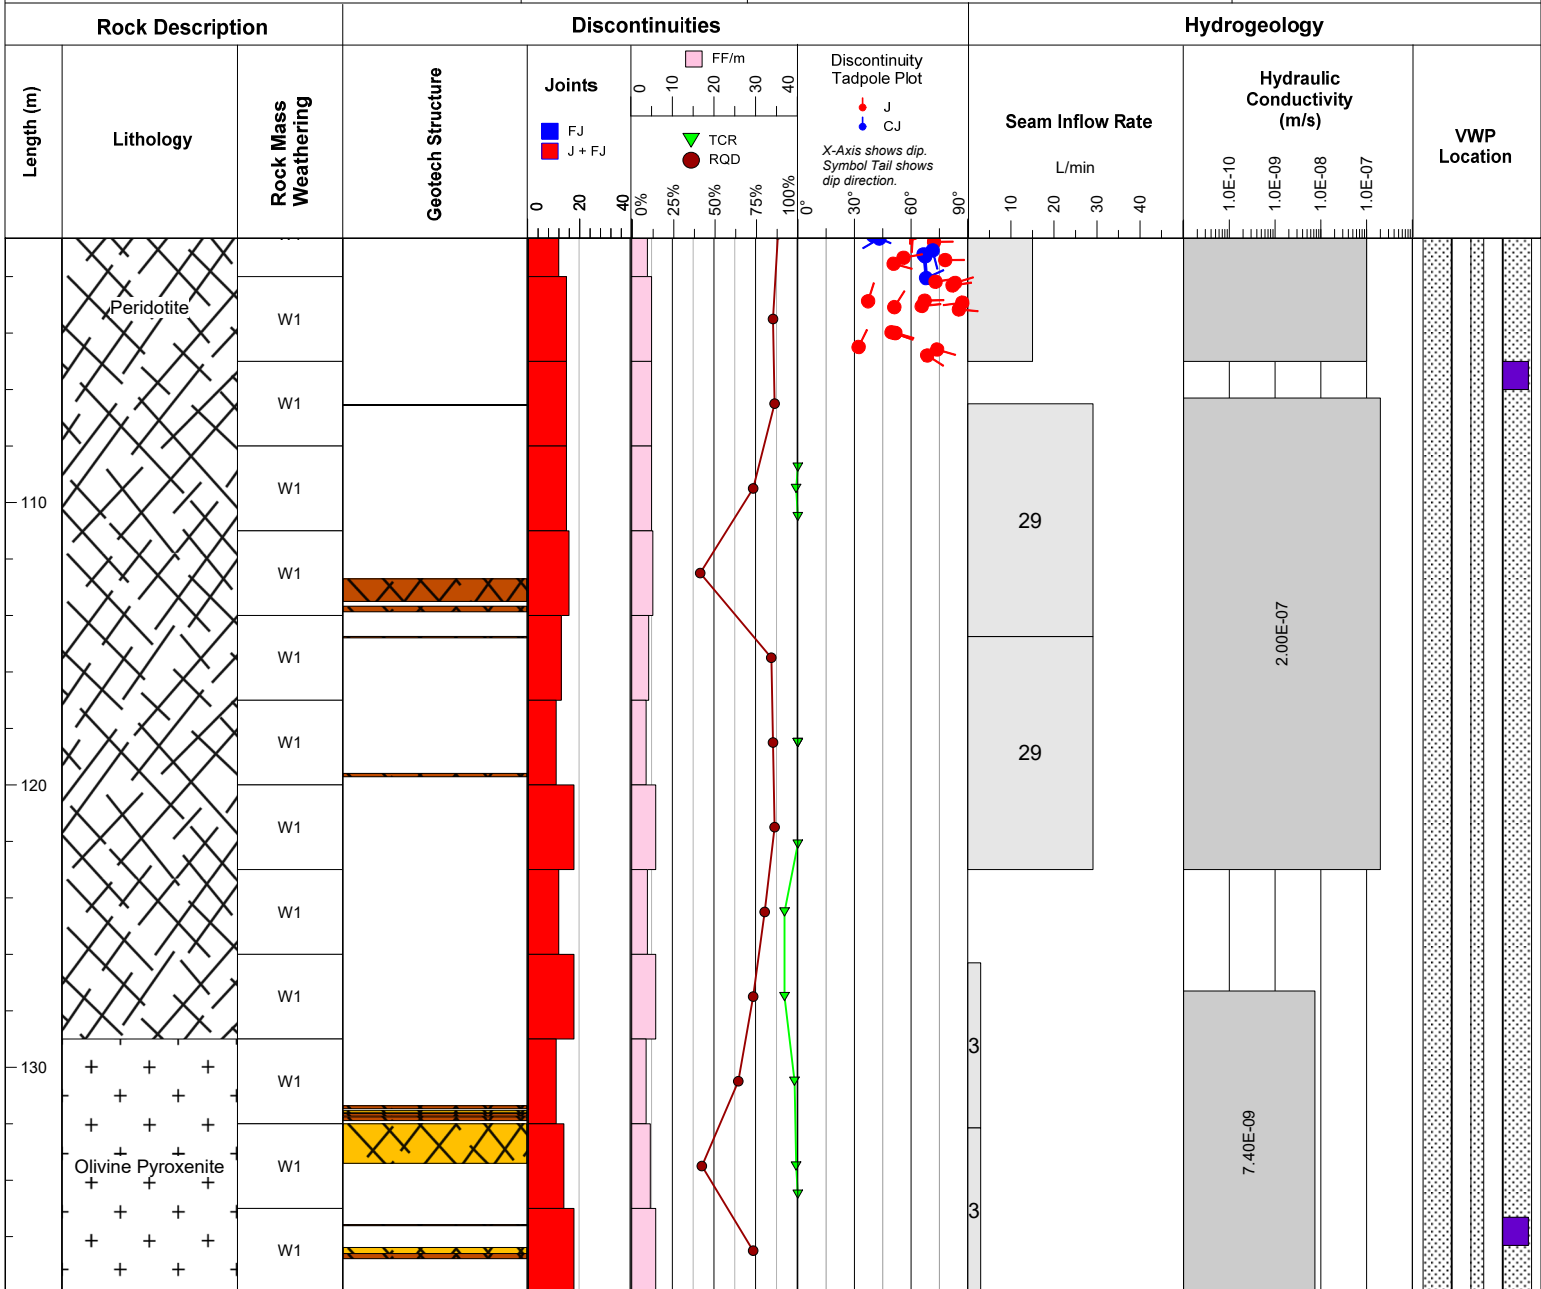 Rock Description
Discontinuities
Hydrogeology
Length (m)
Lithology
Rock Mass
Weathering
Geotech Structure
Joints
FJ
J + FJ
0
20
40
FF/m
0
10
20
30
40
TCR
RQD
0%
25%
50%
75%
100%
Discontinuity
Tadpole Plot
J
CJ
X-Axis shows dip.
Symbol Tail shows
dip direction.
0°
30°
60°
90°
Seam Inflow Rate
L/min
10
20
30
40
Hydraulic
Conductivity
(m/s)
1.0E-10
1.0E-09
1.0E-08
1.0E-07
VWP
Location
Peridotite
W1
W1
110
W1
29
W1
2.00E-07
W1
W1
29
120
W1
W1
W1
3
130
W1
7.40E-09
Olivine Pyroxenite
W1
3
W1